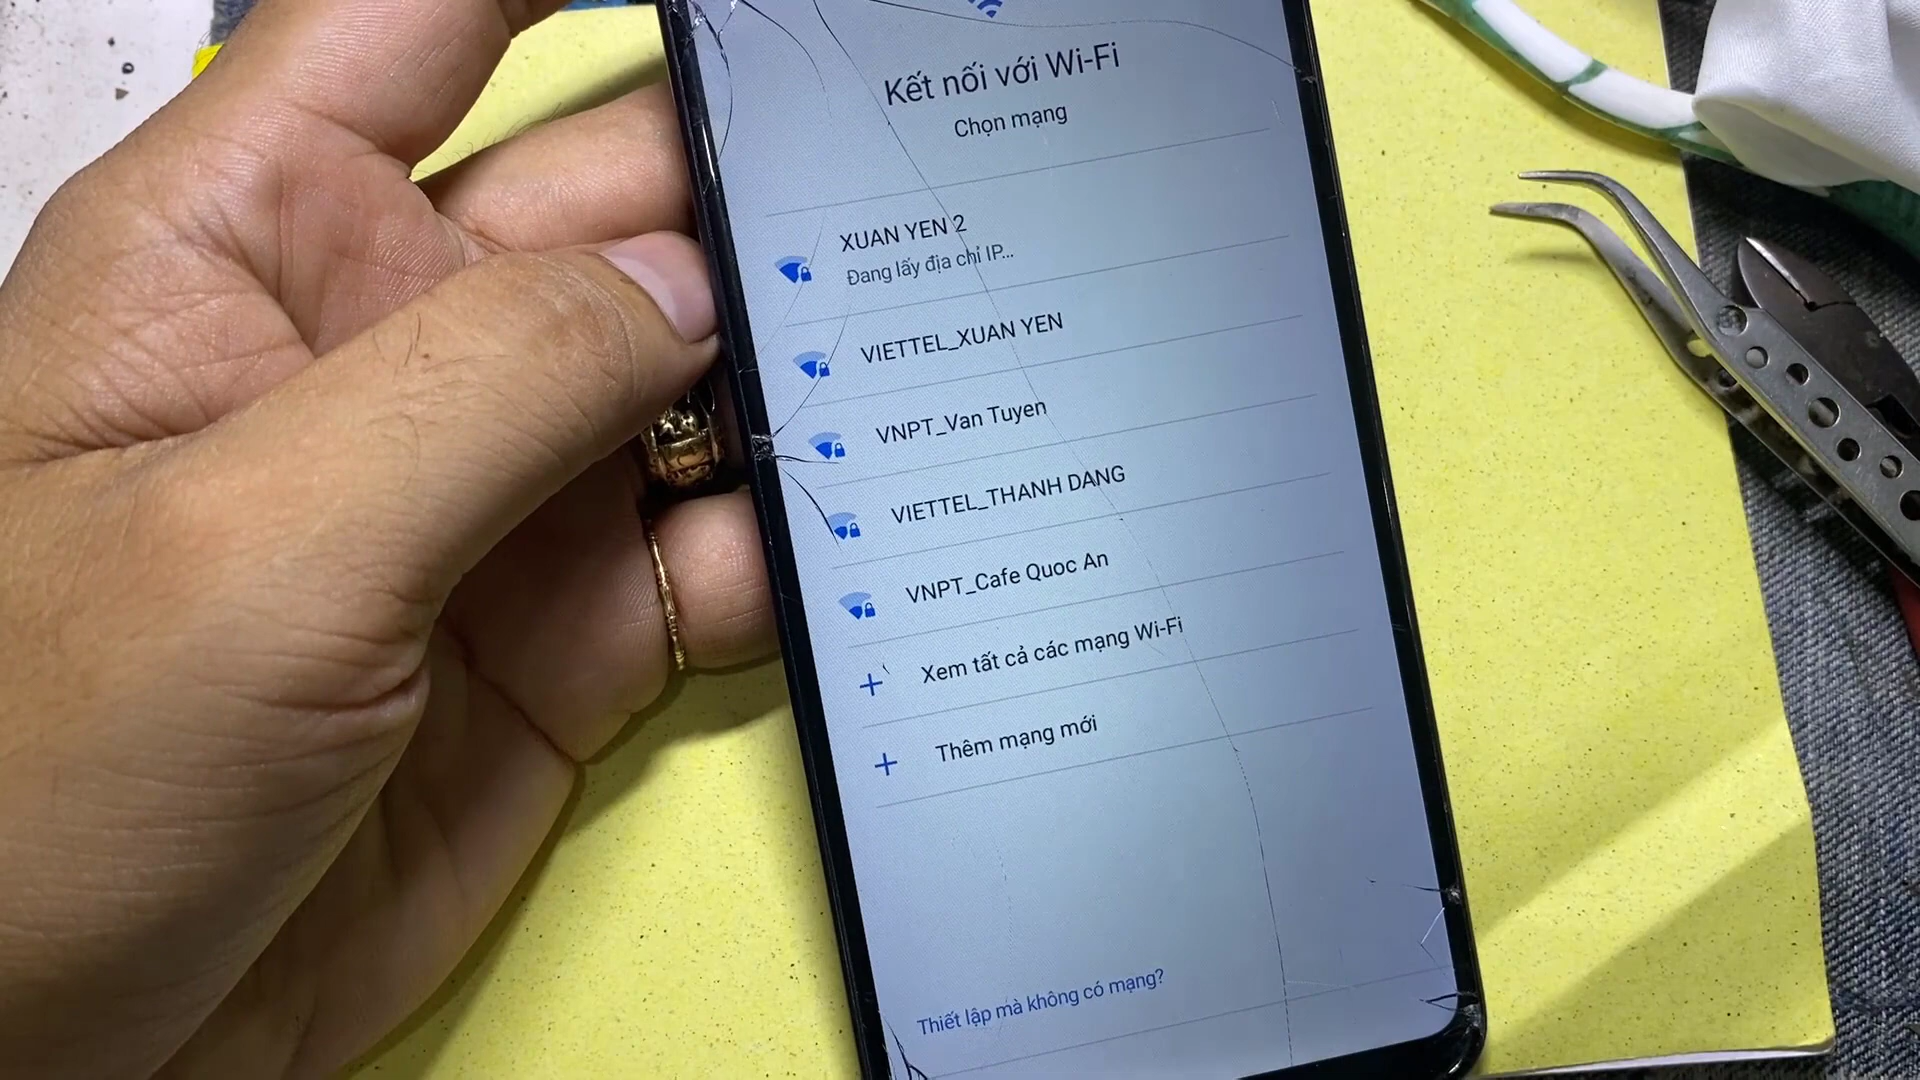 Kết nối với Wi-Fi
Chọn mạng
XUAN YEN 2
Đang lấy địa chỉ IP...
VIETTEL_XUAN YEN
VNPT_Van Tuyen
VIETTEL_THANH DANG
VNPT_Cafe Quoc An
Xem tất cả các mạng Wi-Fi
Thêm mạng mới
Thiết lập mà không có mạng?